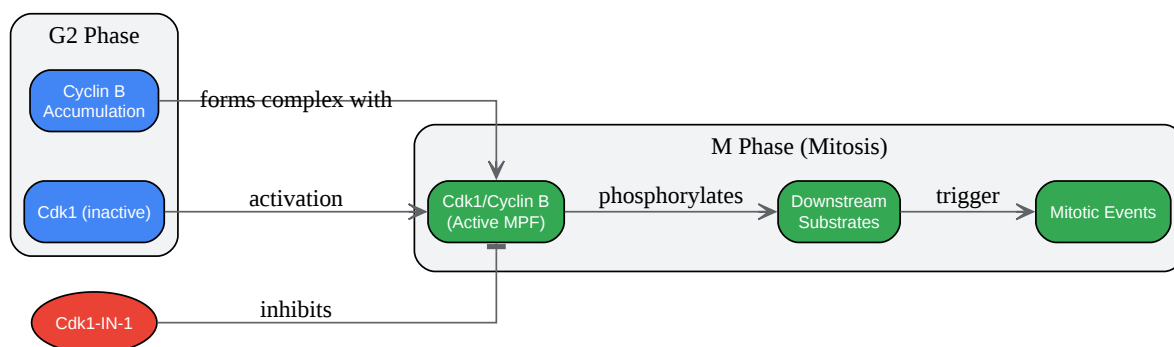 G2 Phase
Cyclin B
Accumulation
forms complex with
M Phase (Mitosis)
Cdk1 (inactive)
activation
Cdk1/Cyclin B
(Active MPF)
phosphorylates
Downstream
Substrates
trigger
Mitotic Events
Cdk1-IN-1
inhibits